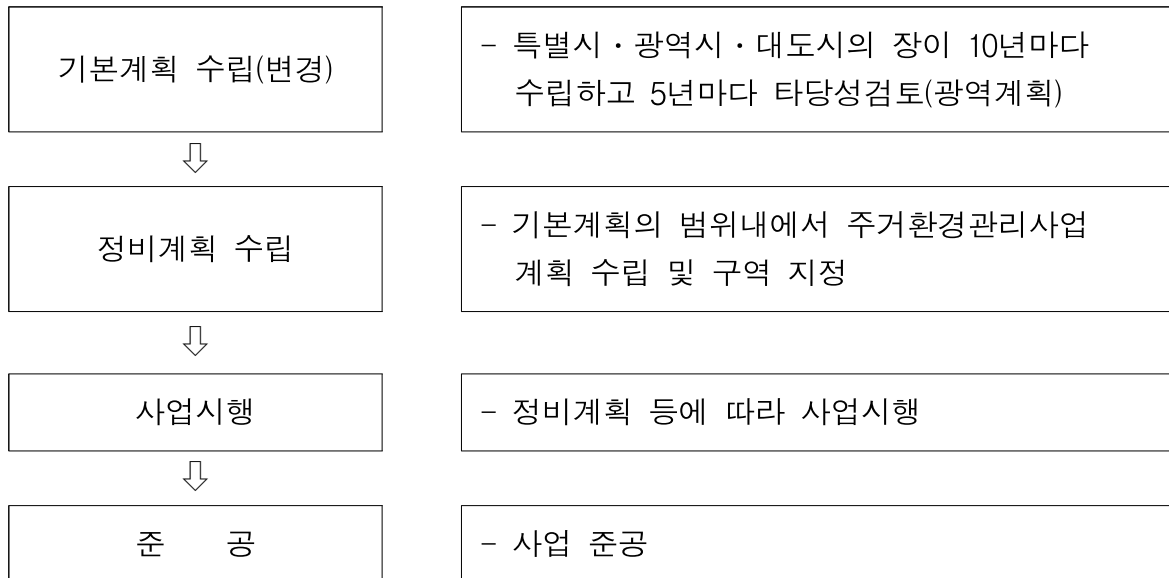 기본계획 수립(변경)
- 특별시·광역시·대도시의 장이 10년마다
수립하고 5년마다 타당성검토(광역계획)
⇩
정비계획 수립
- 기본계획의 범위내에서 주거환경관리사업
계획 수립 및 구역 지정
⇩
사업시행
- 정비계획 등에 따라 사업시행
⇩
준 공
- 사업 준공